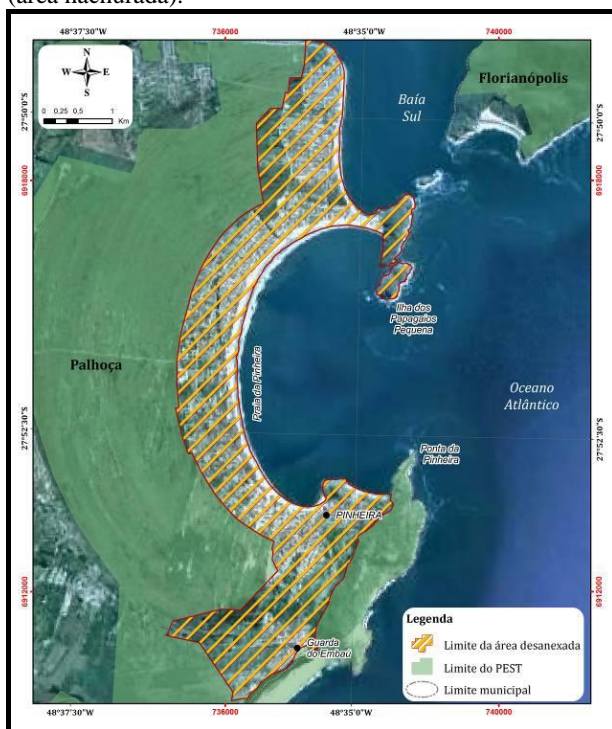 (área hachurada).
48°37'30"W
736000
48°35'0"W
740000
N
W E
S
0 0,25 0,5 1
Km
Florianópolis
Baía
Sul
27°50'0"S
27°50'0"S
6918000
6918000
Ilha dos
Papagaios
Pequena
Palhoça
Praia da Pinheira
Oceano
Atlântico
27°52'30"S
27°52'30"S
Ponta da
Pinheira
PINHEIRA
6912000
6912000
Guarda
do Embaú
Legenda
Limite da área desanexada
Limite do PEST
Limite municipal
48°37'30"W
736000
48°35'0"W
740000